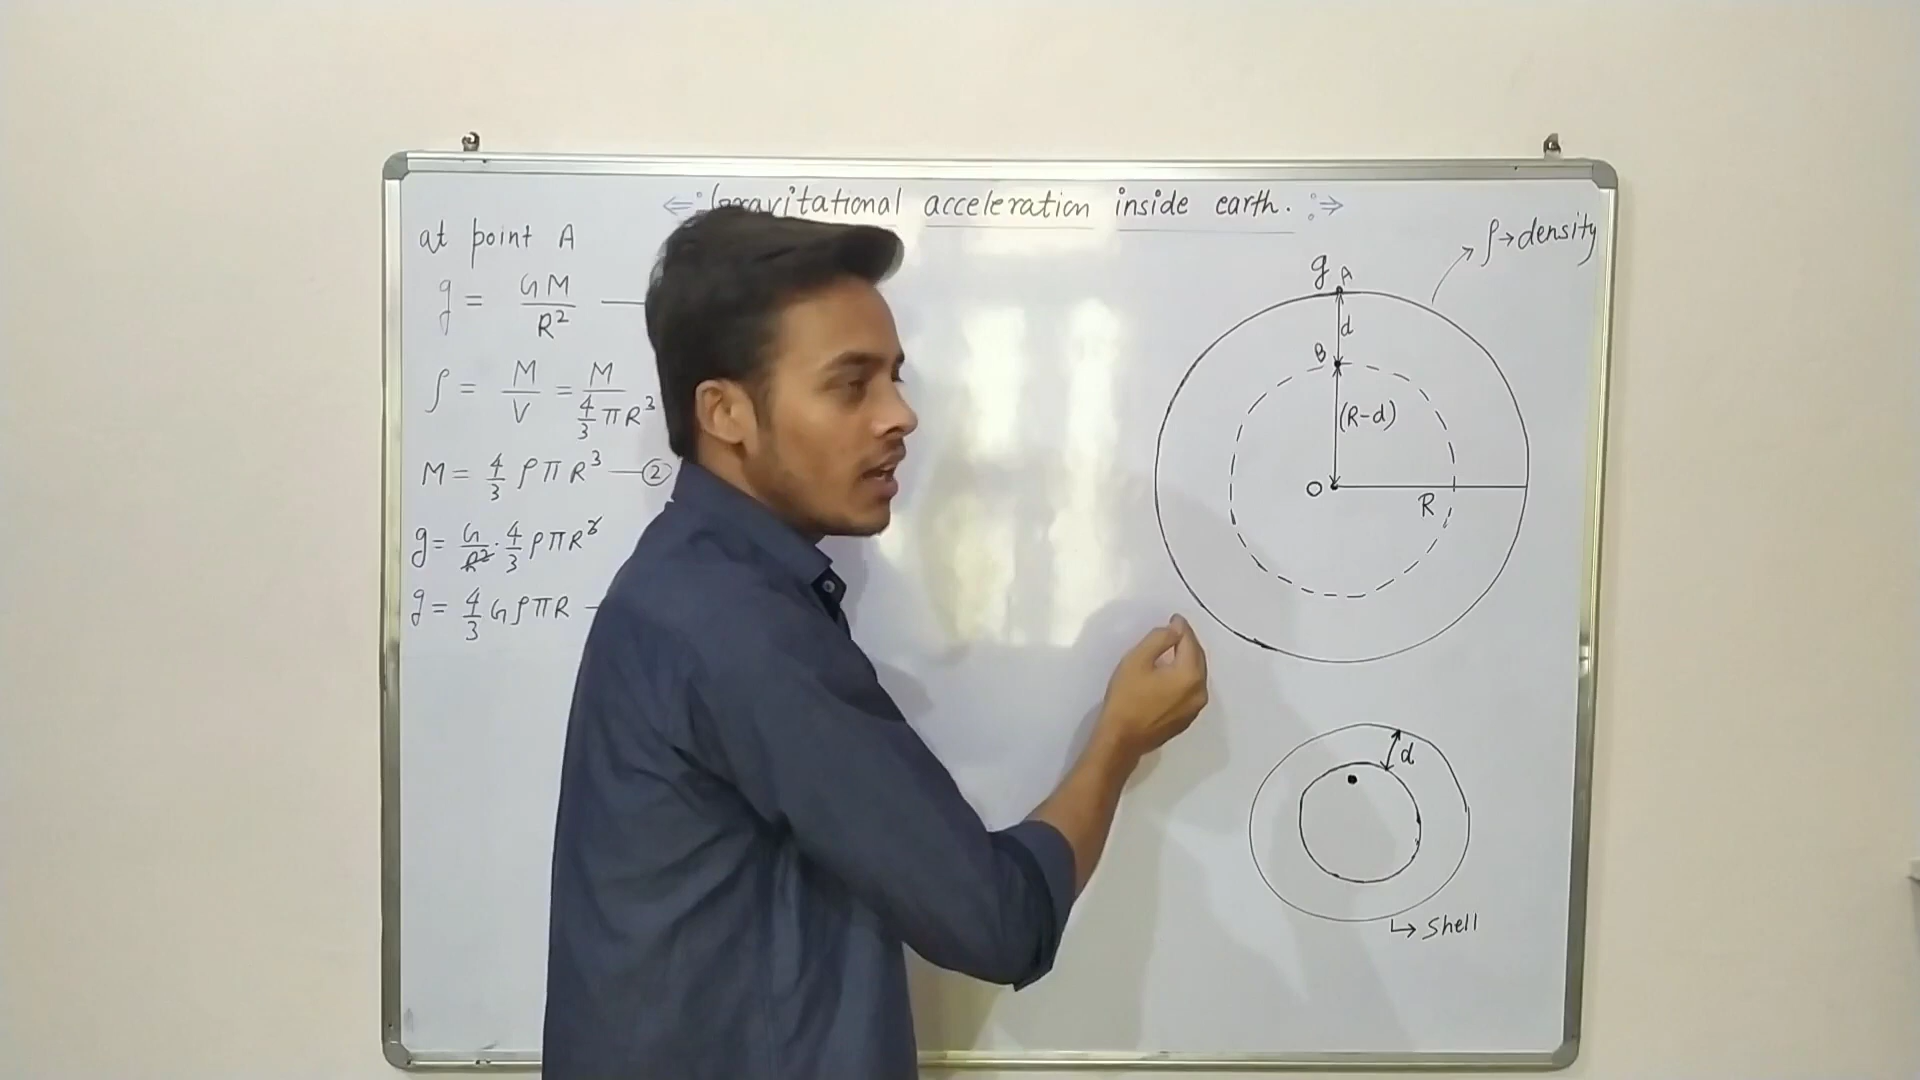 ⇐ : Gravitational acceleration inside earth. : ⇒
at point A
g = GM/R² —
ρ = M/V = M/(4/3 πR³)
M = 4/3 ρπR³ — ②
g = G/R² · 4/3 ρπR³
g = 4/3 GρπR —
ρ → density
g A
d
B
(R-d)
O
R
d
↳ Shell